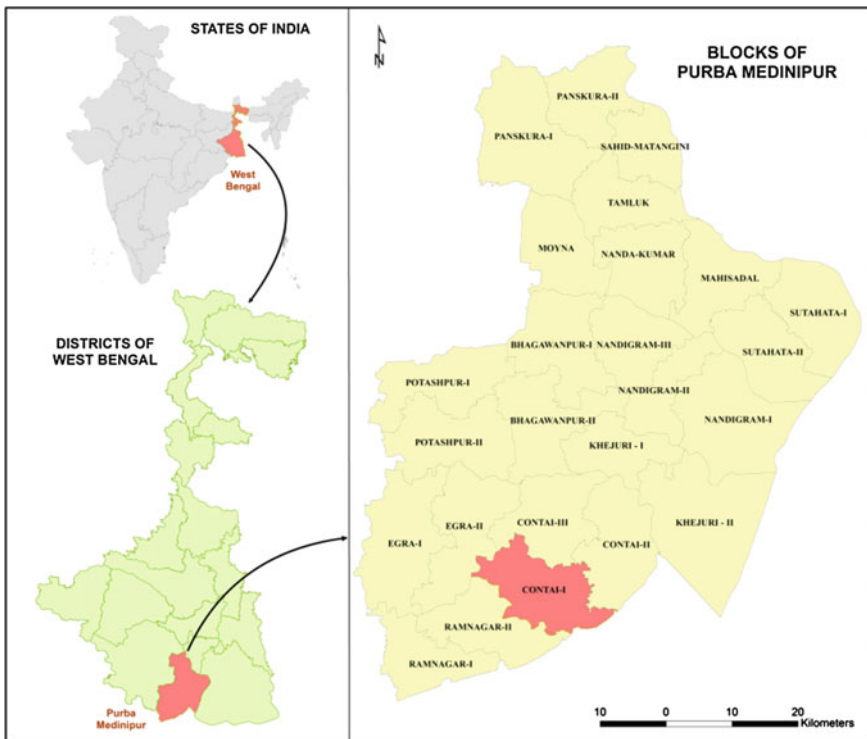 STATES OF INDIA
West
Bengal
DISTRICTS OF
WEST BENGAL
Purba
Medinipur
N
BLOCKS OF
PURBA MEDINIPUR
PANSKURA-II
PANSKURA-I
SAHID-MATANGINI
TAMLUK
MOYNA
NANDA-KUMAR
MAHISADAL
SUTAHATA-I
BHAGAWANPUR-I
NANDIGRAM-III
SUTAHATA-II
POTASHPUR-I
NANDIGRAM-II
BHAGAWANPUR-II
NANDIGRAM-I
POTASHPUR-II
KHEJURI - I
EGRA-II
CONTAI-III
KHEJURI - II
EGRA-I
CONTAI-II
CONTAI-I
RAMNAGAR-II
RAMNAGAR-I
10 5 0 10 20
Kilometers